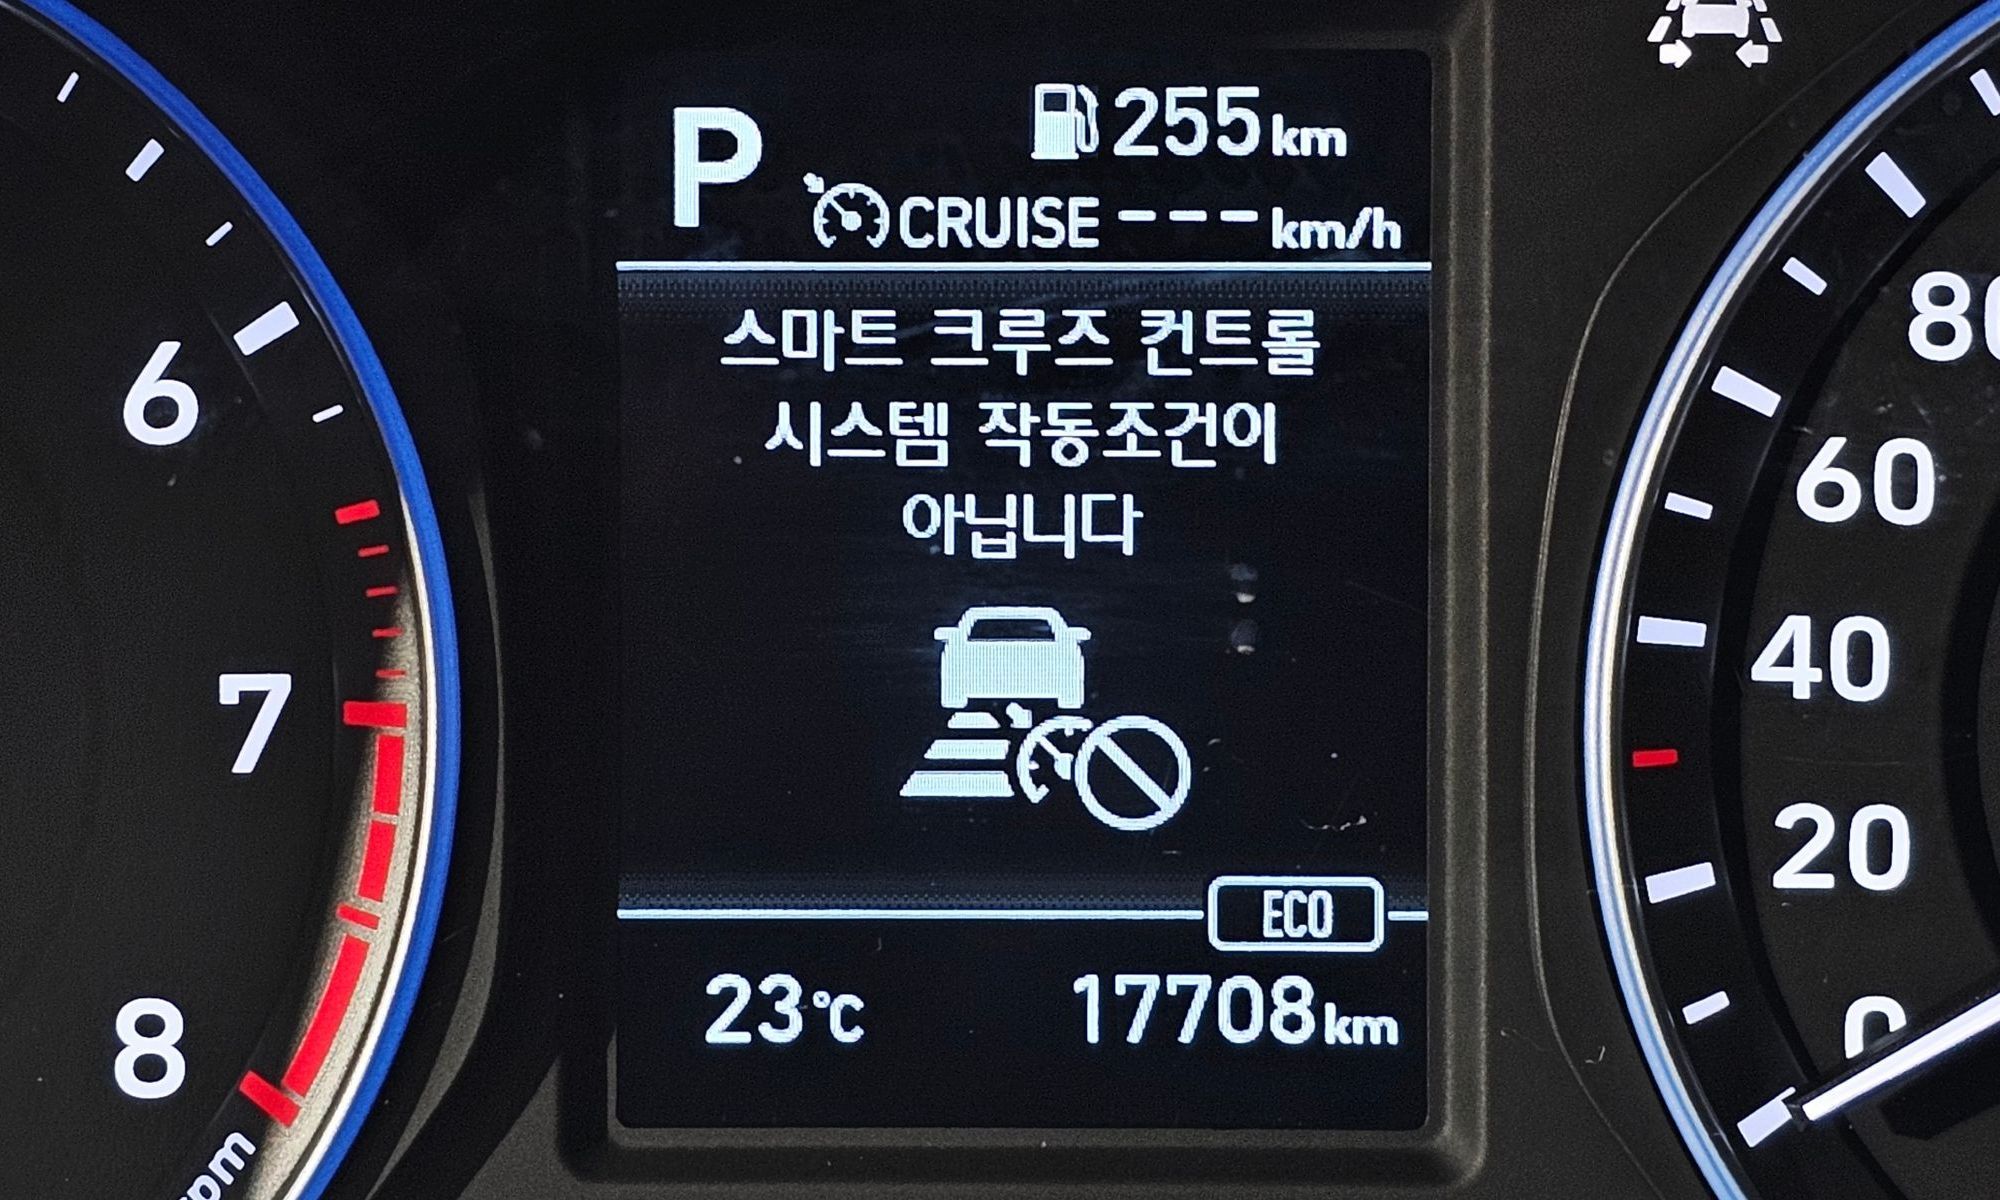 P
255km
CRUISE ---km/h
스마트 크루즈 컨트롤
시스템 작동조건이
아닙니다
ECO
23℃ 17708km
6
7
8
80
60
40
20
0